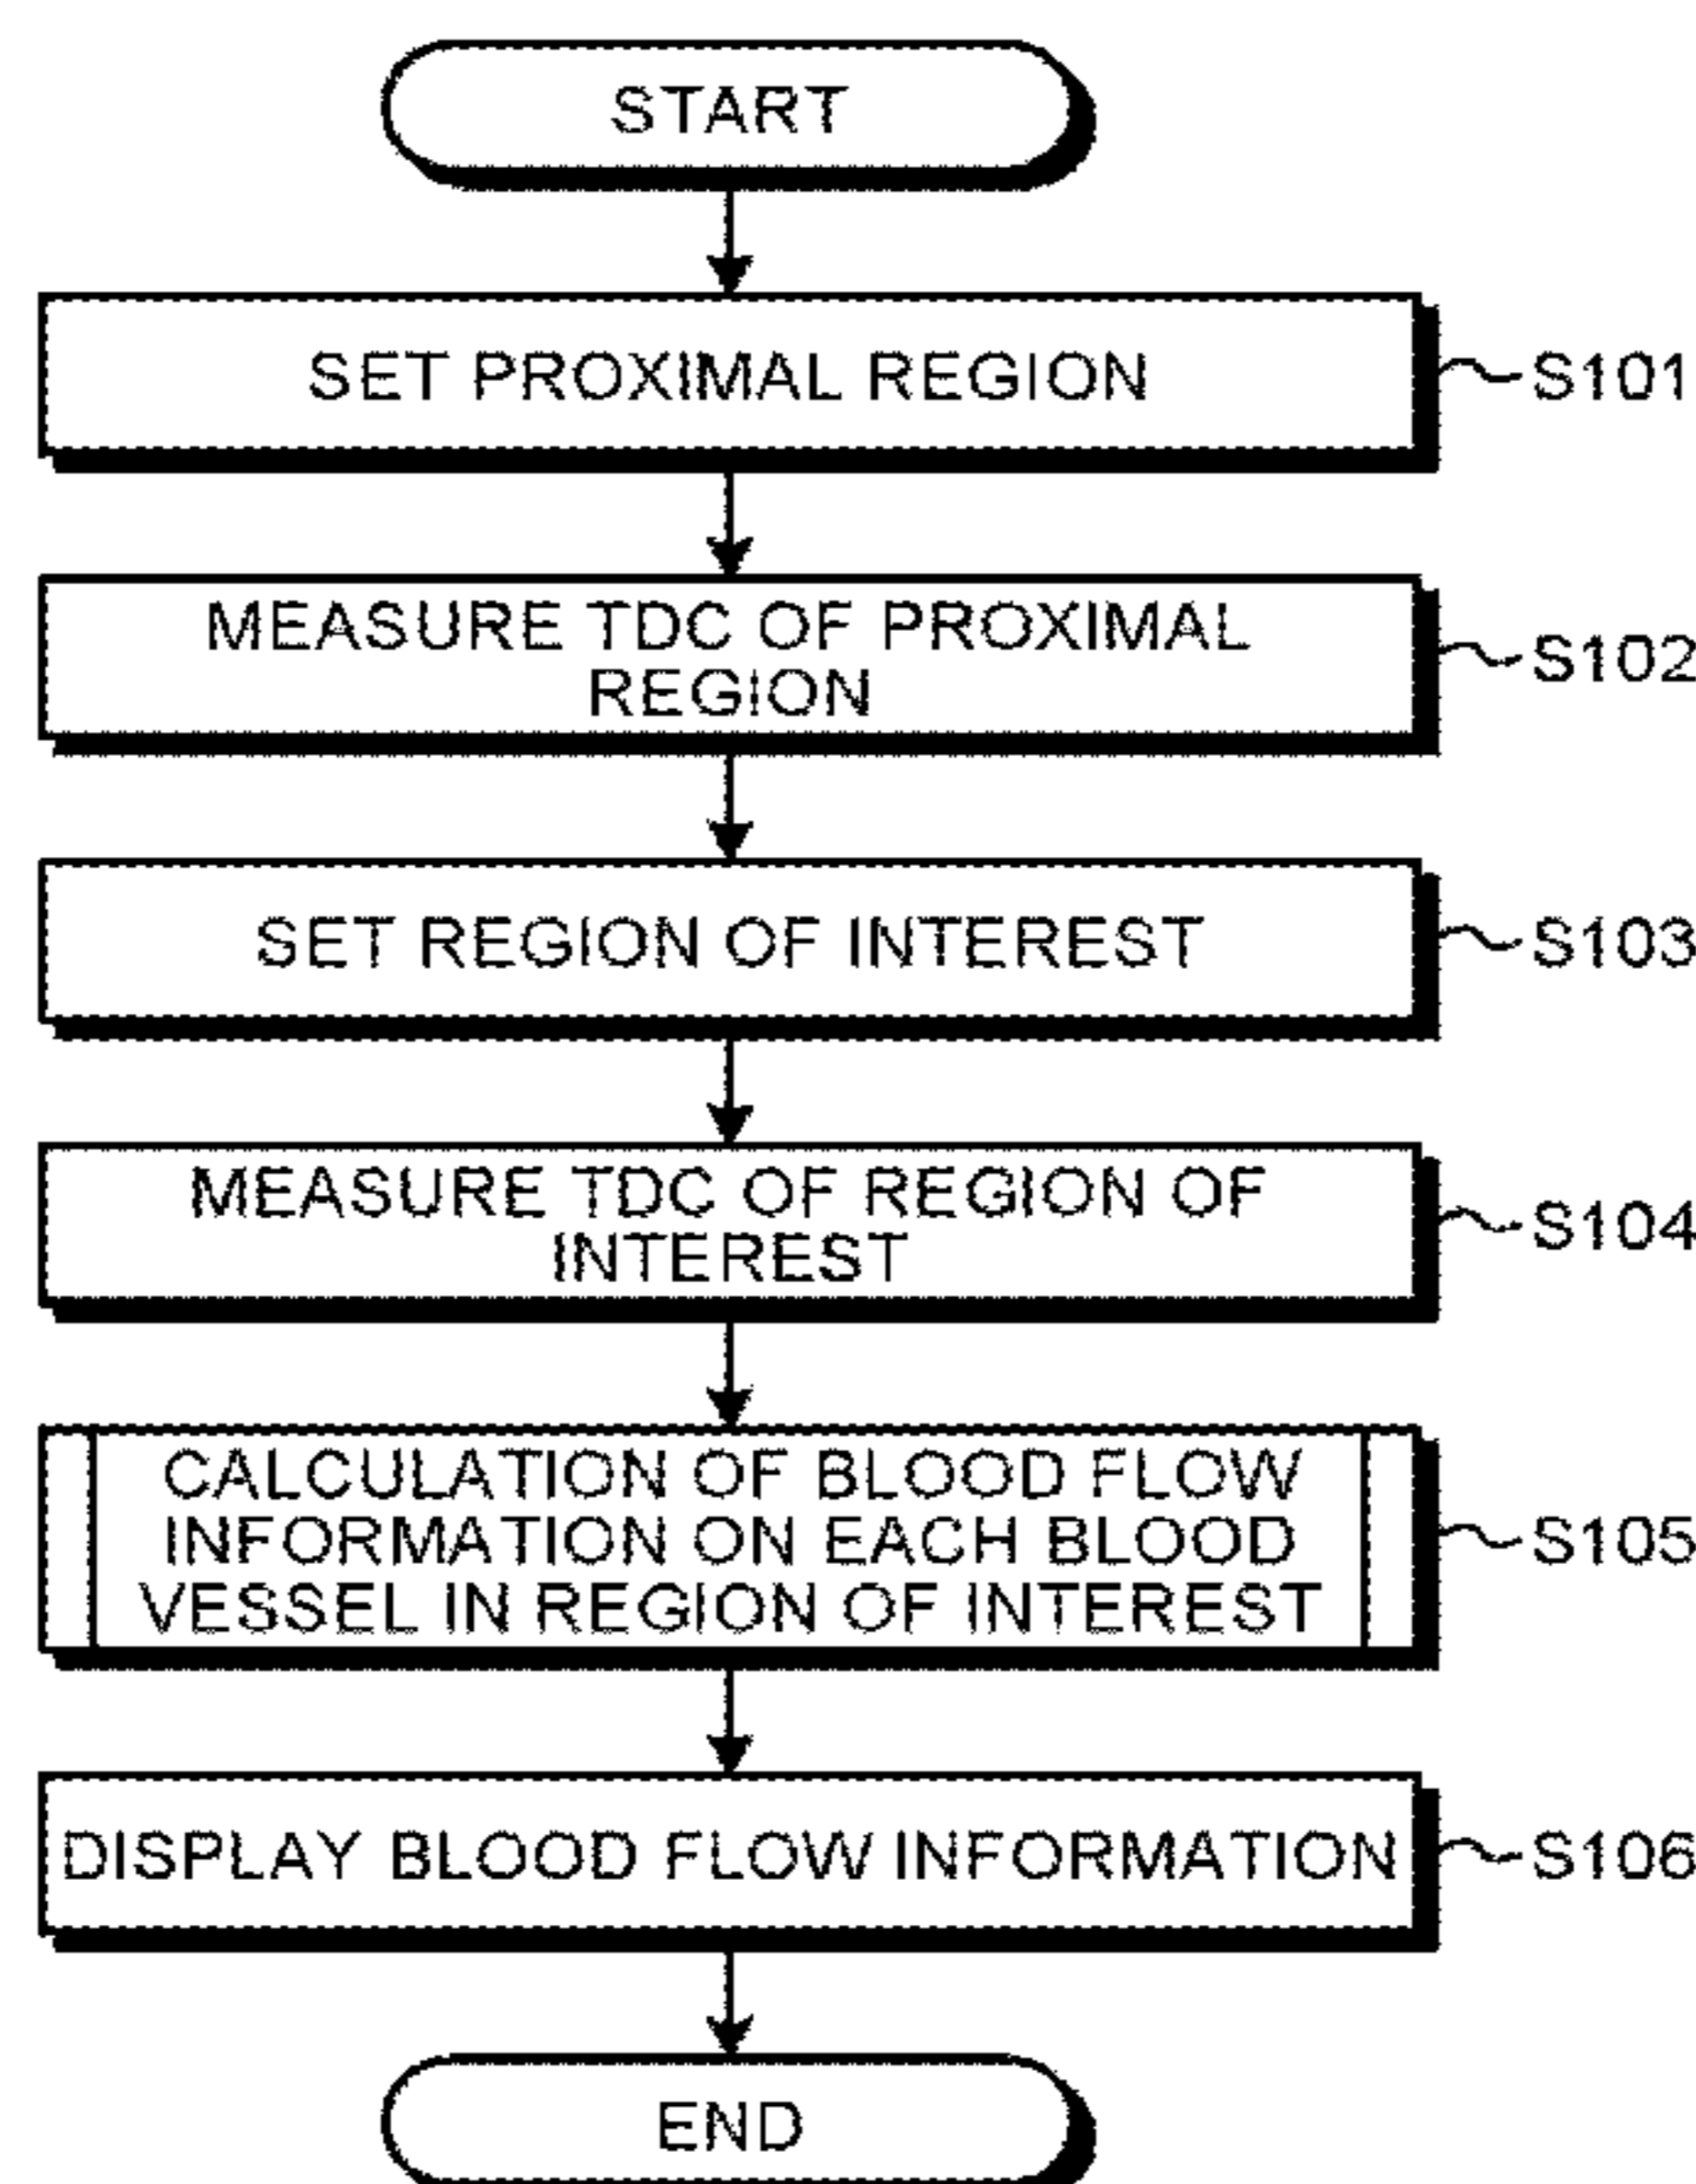 START
SET PROXIMAL REGION
S101
MEASURE TDC OF PROXIMAL
REGION
S102
SET REGION OF INTEREST
S103
MEASURE TDC OF REGION OF
INTEREST
S104
CALCULATION OF BLOOD FLOW
INFORMATION ON EACH BLOOD
VESSEL IN REGION OF INTEREST
S105
DISPLAY BLOOD FLOW INFORMATION
S106
END